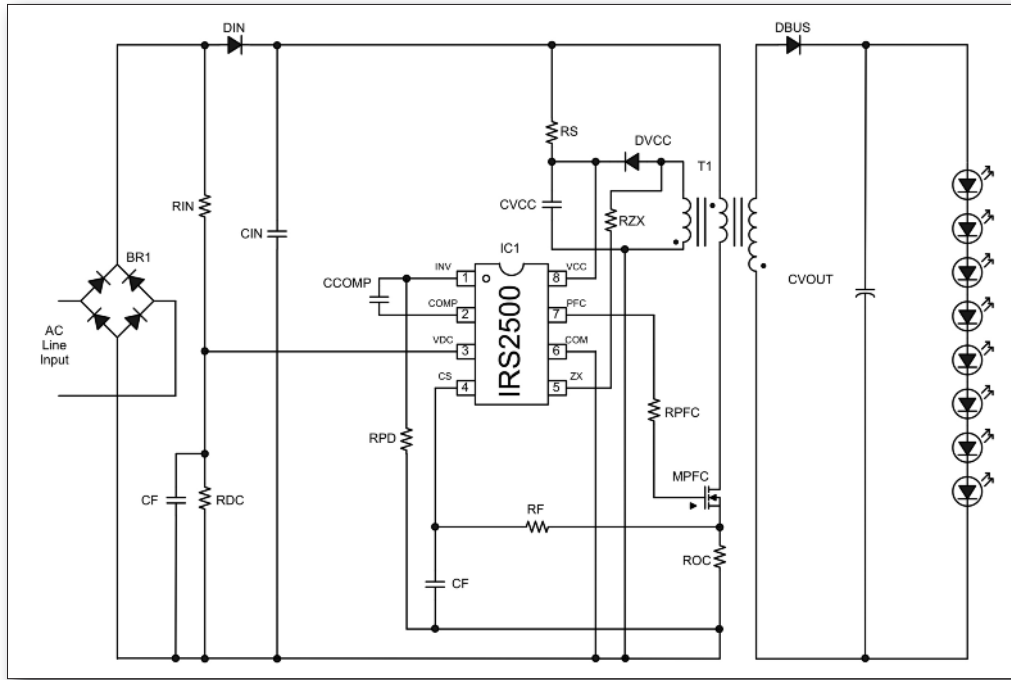 DIN
DBUS
RS
DVCC
T1
RIN
CVCC
RZX
CIN
BR1
IC1
CCOMP
INV
VCC
1
8
CVOUT
COMP
PFC
2
7
AC
Line
Input
VDC
COM
3
6
CS
ZX
4
5
IRS2500
RPFC
RPD
MPFC
CF
RDC
RF
ROC
CF